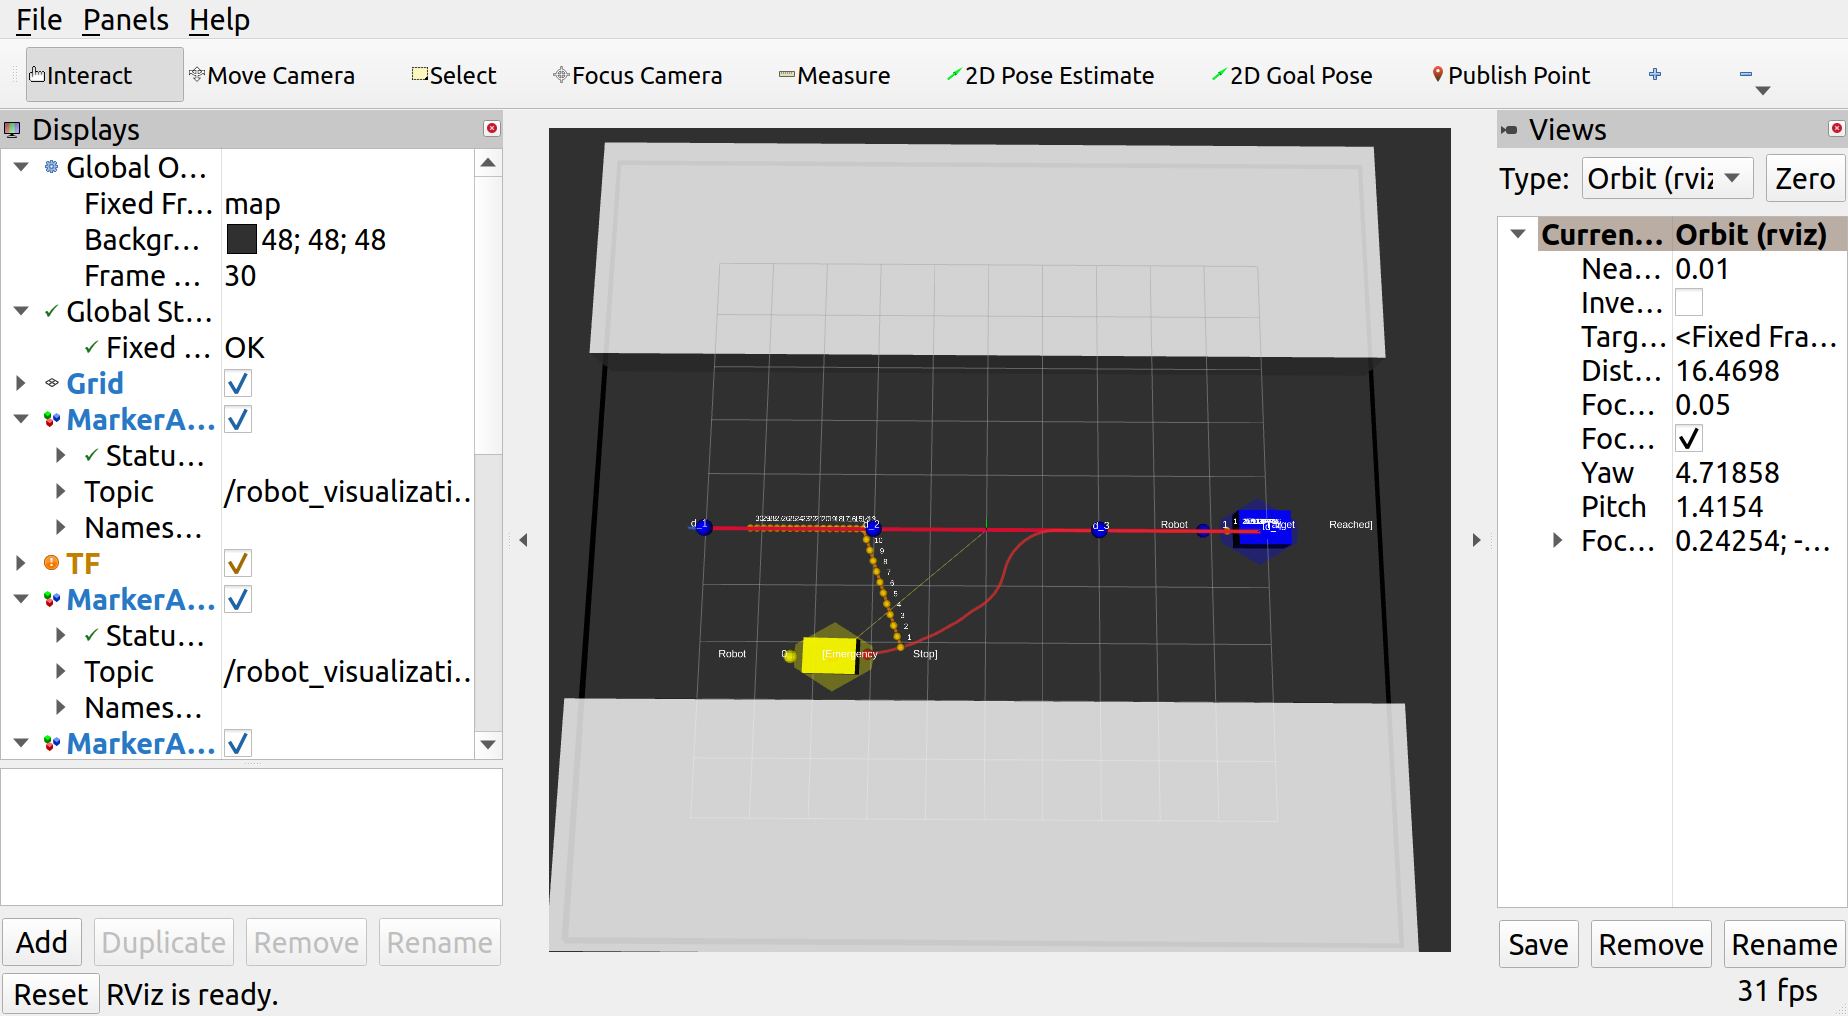 File Panels Help
Interact Move Camera Select Focus Camera Measure 2D Pose Estimate 2D Goal Pose Publish Point
Displays
Global O...
Fixed Fr... map
Backgr... 48; 48; 48
Frame ... 30
Global St...
Fixed ... OK
Grid
MarkerA...
Statu...
Topic /robot_visualizati..
Names...
TF
MarkerA...
Statu...
Topic /robot_visualizati..
Names...
MarkerA...
Add Duplicate Remove Rename
Reset RViz is ready.
d_1
d_2
d_3
Robot 1 Reached]
10
9
8
7
6
5
4
3
2
1
Robot 0 [Emergency Stop]
Views
Type: Orbit (rviz Zero
Curren... Orbit (rviz)
Nea... 0.01
Inve...
Targ... <Fixed Fra...
Dist... 16.4698
Foc... 0.05
Foc...
Yaw 4.71858
Pitch 1.4154
Foc... 0.24254; -...
Save Remove Rename
31 fps